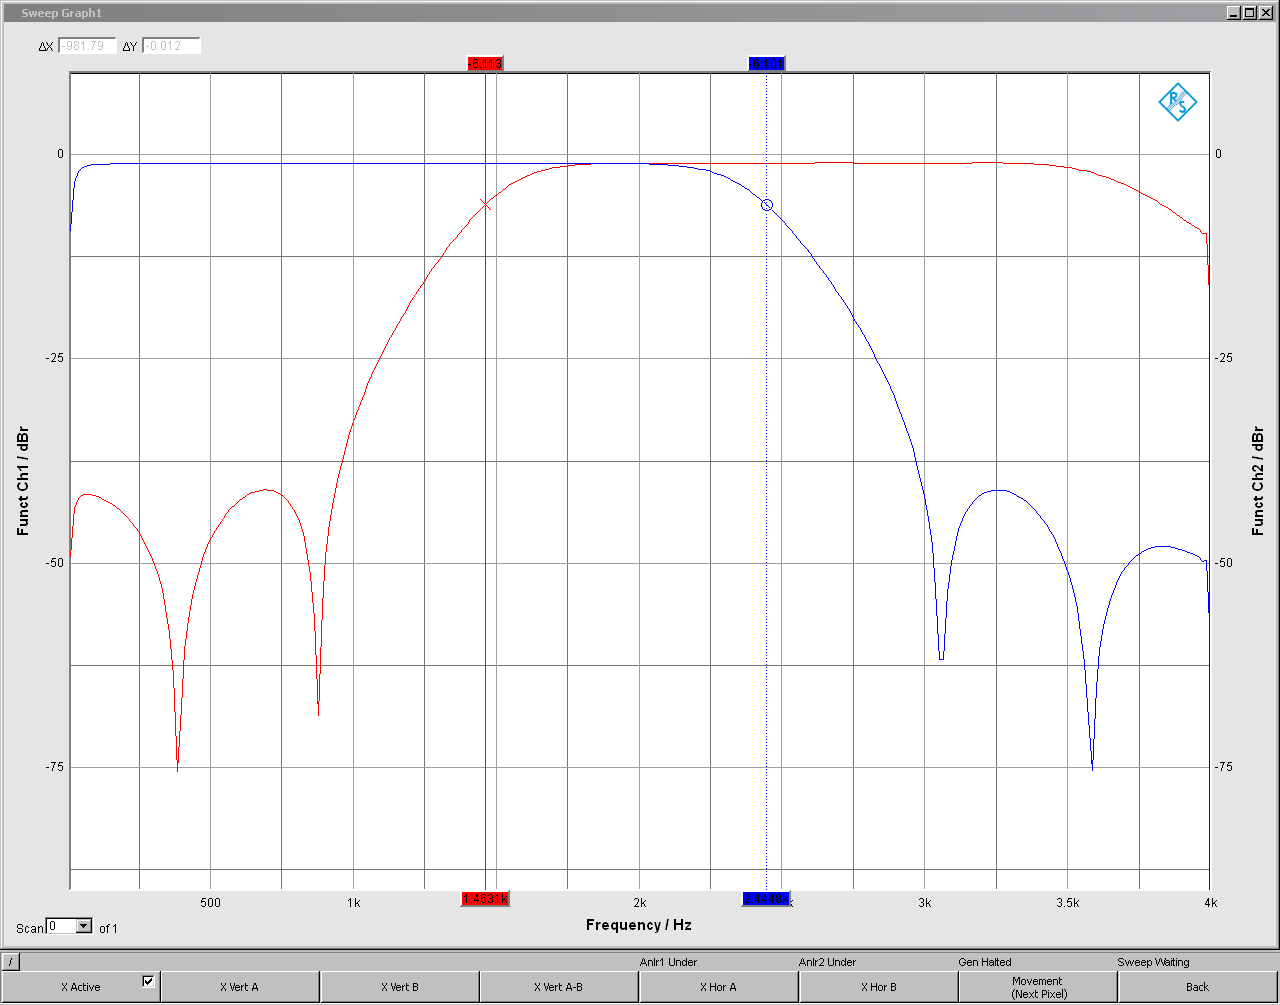 Sweep Graph1
ΔX -981.79 ΔY -0.012
-6.113 -6.101
R S
0 0
-25 -25
-50 -50
-75 -75
Funct Ch1 / dBr
Funct Ch2 / dBr
500 1k 1.4631k 2k 2.4448k 3k 3.5k 4k
Frequency / Hz
Scan 0 of 1
/ Anlr1 Under Anlr2 Under Gen Halted Sweep Waiting
X Active X Vert A X Vert B X Vert A-B X Hor A X Hor B Movement
(Next Pixel) Back